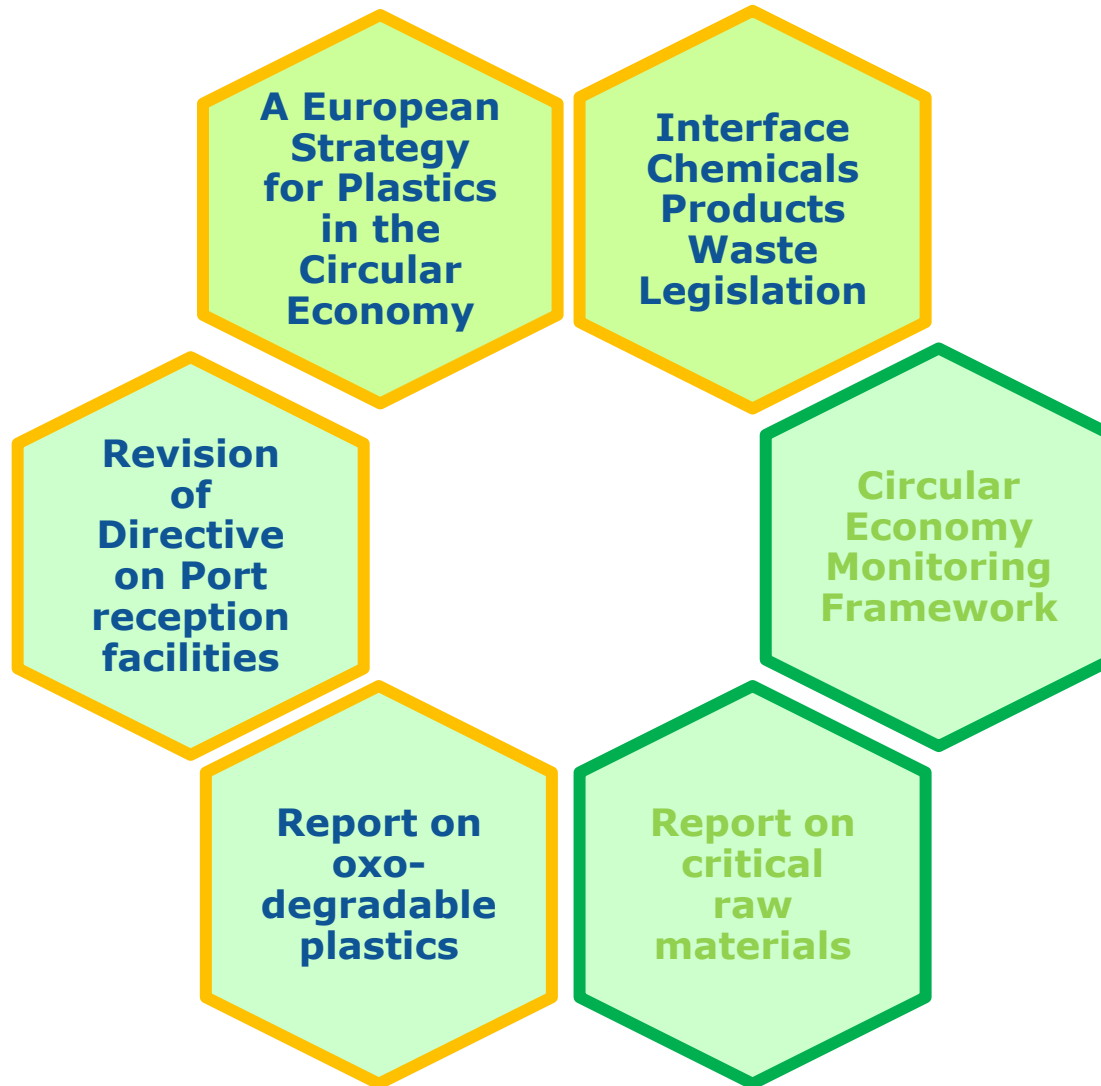 A European
Strategy
for Plastics
in the
Circular
Economy
Interface
Chemicals
Products
Waste
Legislation
Revision
of
Directive
on Port
reception
facilities
Circular
Economy
Monitoring
Framework
Report on
oxo-
degradable
plastics
Report on
critical
raw
materials